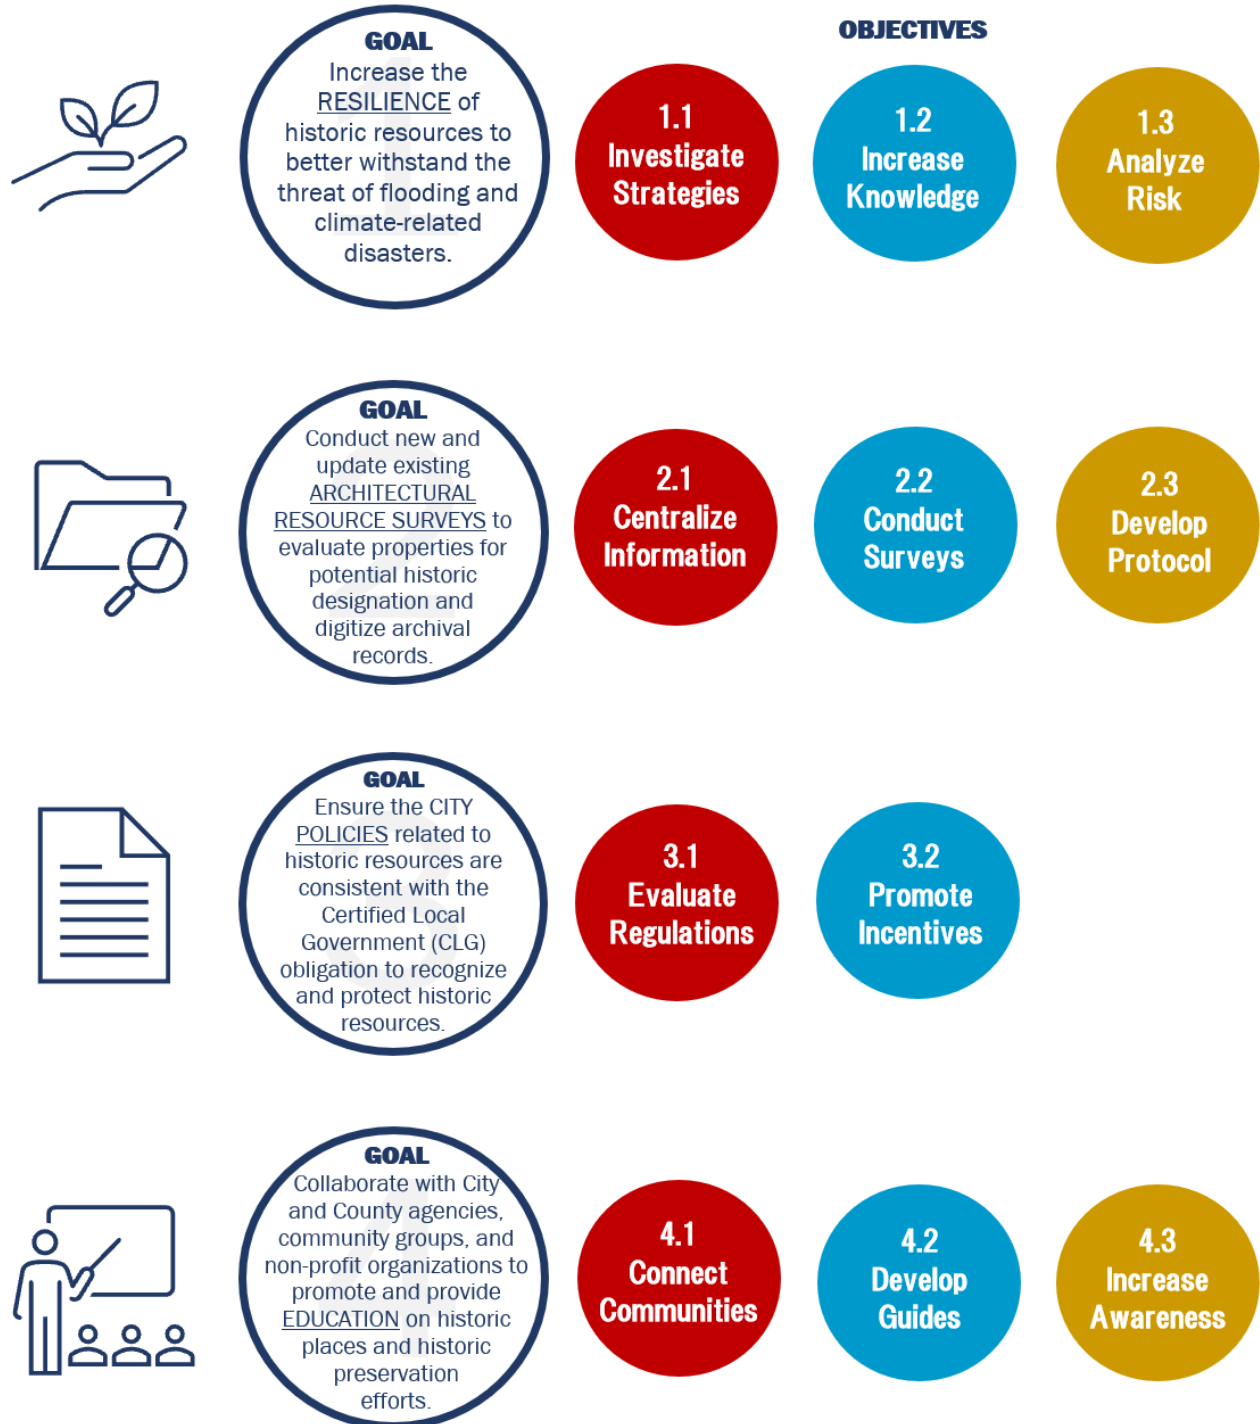 OBJECTIVES
GOAL
1
Increase the
RESILIENCE of
historic resources to
better withstand the
threat of flooding and
climate-related
disasters.
1.1
Investigate
Strategies
1.2
Increase
Knowledge
1.3
Analyze
Risk
GOAL
2
Conduct new and
update existing
ARCHITECTURAL
RESOURCE SURVEYS to
evaluate properties for
potential historic
designation and
digitize archival
records.
2.1
Centralize
Information
2.2
Conduct
Surveys
2.3
Develop
Protocol
GOAL
3
Ensure the CITY
POLICIES related to
historic resources are
consistent with the
Certified Local
Government (CLG)
obligation to recognize
and protect historic
resources.
3.1
Evaluate
Regulations
3.2
Promote
Incentives
GOAL
4
Collaborate with City
and County agencies,
community groups, and
non-profit organizations to
promote and provide
EDUCATION on historic
places and historic
preservation
efforts.
4.1
Connect
Communities
4.2
Develop
Guides
4.3
Increase
Awareness